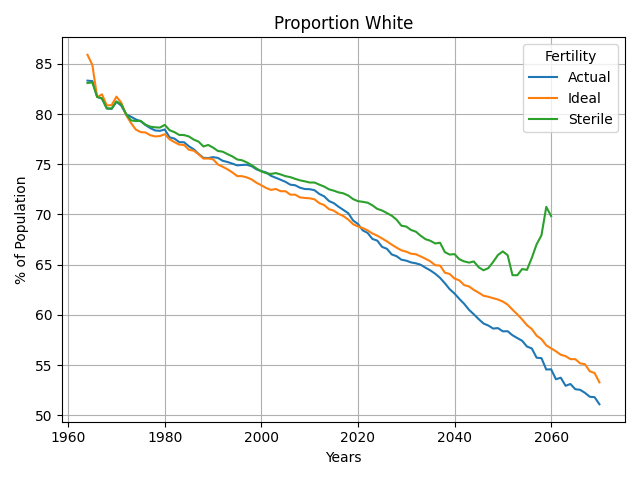 Proportion White
Fertility
Actual
Ideal
Sterile
% of Population
85
80
75
70
65
60
55
50
1960
1980
2000
2020
2040
2060
Years